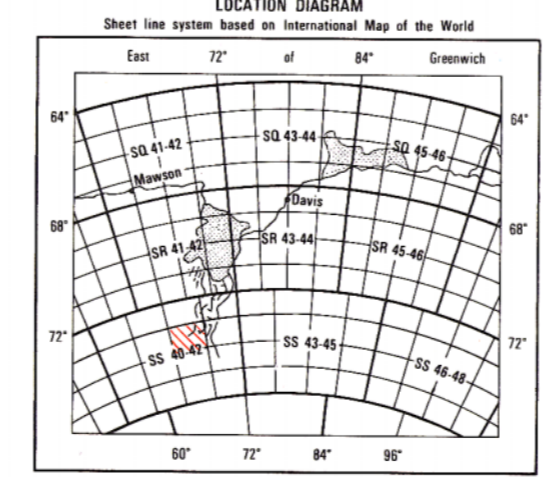 LOCATION DIAGRAM
Sheet line system based on International Map of the World
East 72° of 84° Greenwich
64° 64°
SQ 41-42 SQ 43-44 SQ 45-46
Mawson
Davis
68° 68°
SR 41-42 SR 43-44 SR 45-46
72° 72°
SS 40-42 SS 43-45 SS 46-48
60° 72° 84° 96°